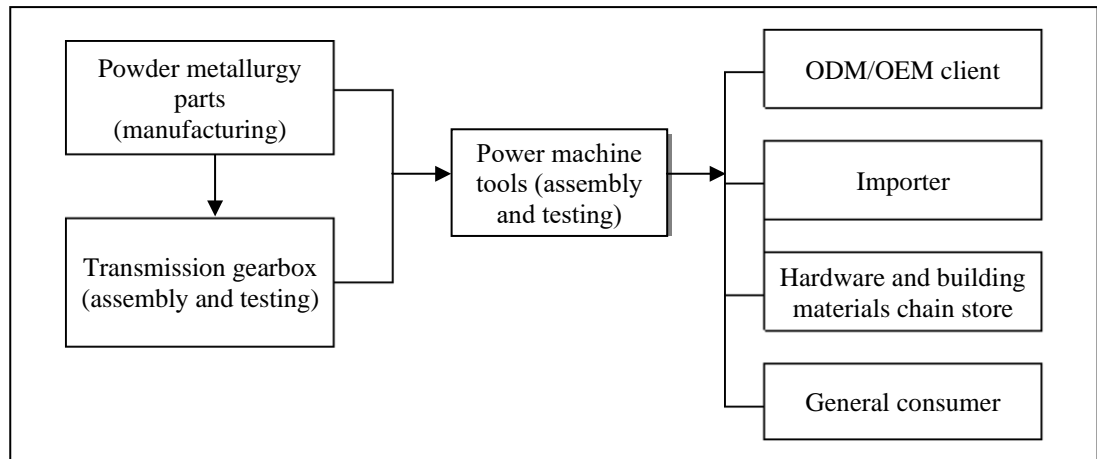 Powder metallurgy
parts
(manufacturing)
Transmission gearbox
(assembly and testing)
Power machine
tools (assembly
and testing)
ODM/OEM client
Importer
Hardware and building
materials chain store
General consumer